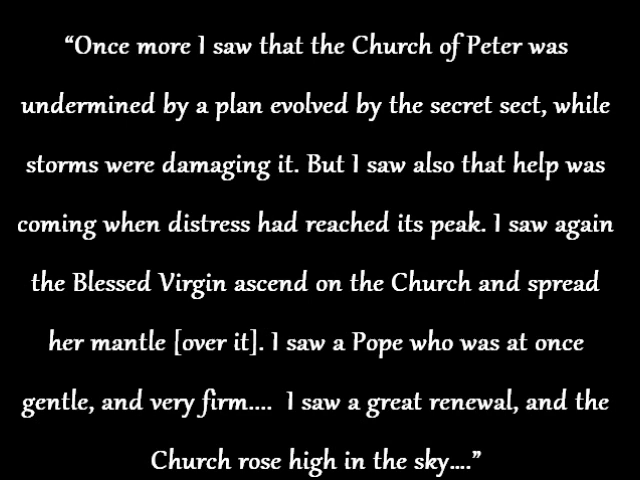 “Once more I saw that the Church of Peter was
undermined by a plan evolved by the secret sect, while
storms were damaging it. But I saw also that help was
coming when distress had reached its peak. I saw again
the Blessed Virgin ascend on the Church and spread
her mantle [over it]. I saw a Pope who was at once
gentle, and very firm.... I saw a great renewal, and the
Church rose high in the sky....”